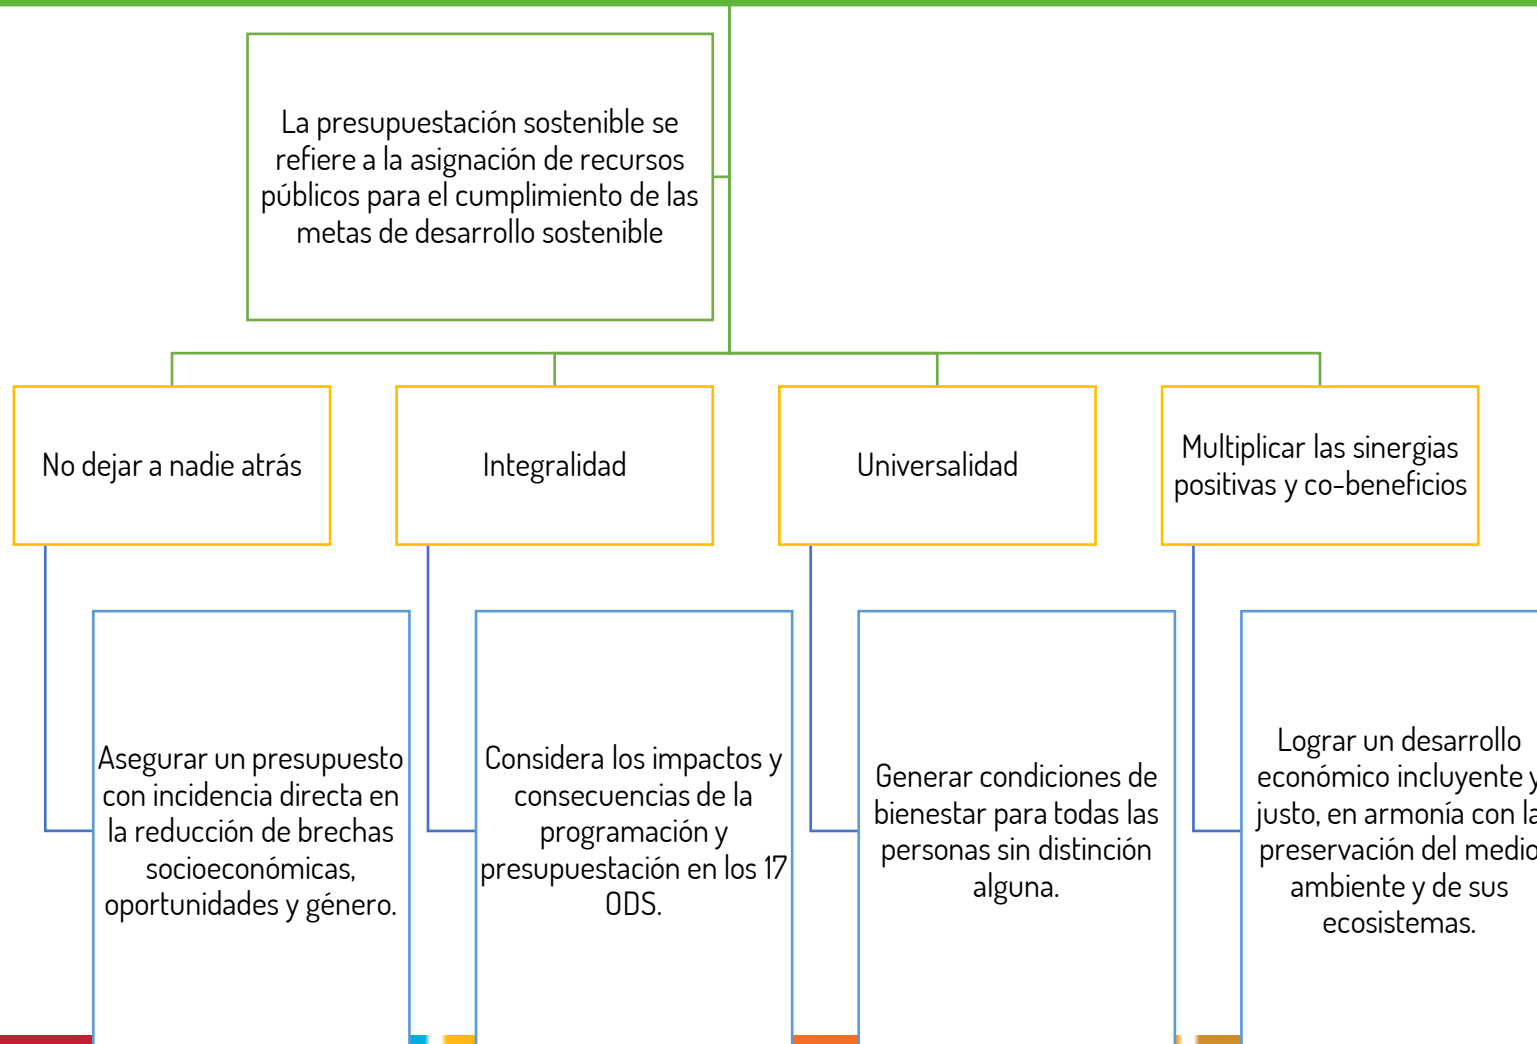 La presupuestación sostenible se
refiere a la asignación de recursos
públicos para el cumplimiento de las
metas de desarrollo sostenible
No dejar a nadie atrás
Integralidad
Universalidad
Multiplicar las sinergias
positivas y co-beneficios
Asegurar un presupuesto
con incidencia directa en
la reducción de brechas
socioeconómicas,
oportunidades y género.
Considera los impactos y
consecuencias de la
programación y
presupuestación en los 17
ODS.
Generar condiciones de
bienestar para todas las
personas sin distinción
alguna.
Lograr un desarrollo
económico incluyente y
justo, en armonía con la
preservación del medio
ambiente y de sus
ecosistemas.